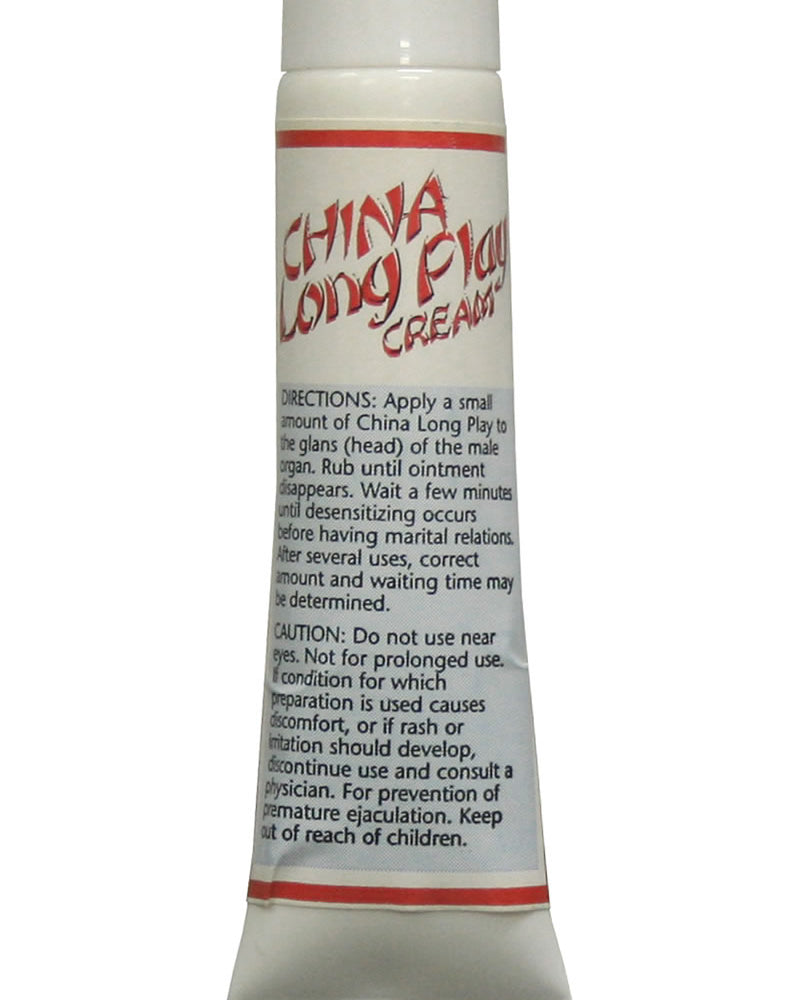 CHINA
Long Play
CREAM
DIRECTIONS: Apply a small
amount of China Long Play to
the glans (head) of the male
organ. Rub until ointment
disappears. Wait a few minutes
until desensitizing occurs
before having marital relations.
After several uses, correct
amount and waiting time may
be determined.
CAUTION: Do not use near
eyes. Not for prolonged use.
If condition for which
preparation is used causes
discomfort, or if rash or
irritation should develop,
discontinue use and consult a
physician. For prevention of
premature ejaculation. Keep
out of reach of children.